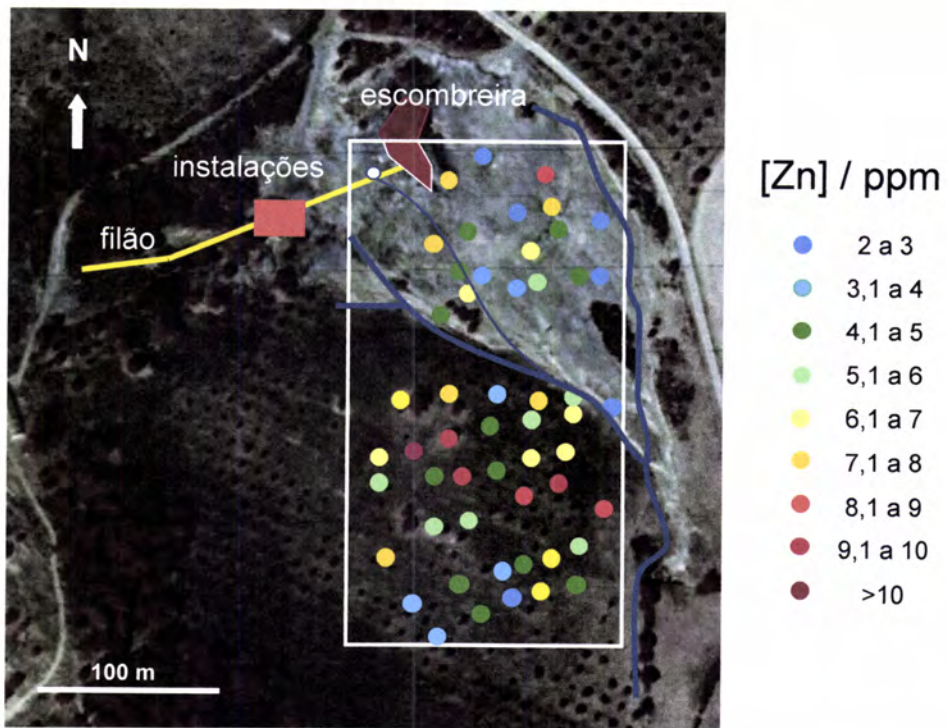 N
escombreira
instalações
filão
100 m
[Zn] / ppm
2 a 3
3,1 a 4
4,1 a 5
5,1 a 6
6,1 a 7
7,1 a 8
8,1 a 9
9,1 a 10
>10